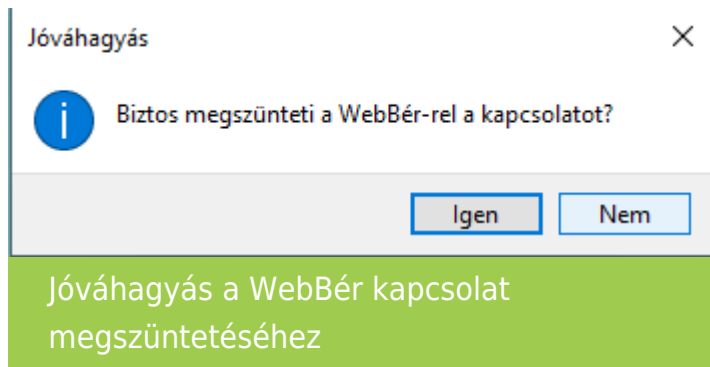 Jóváhagyás
Biztos megszünteti a WebBér-rel a kapcsolatot?
Igen Nem
Jóváhagyás a WebBér kapcsolat
megszüntetéséhez